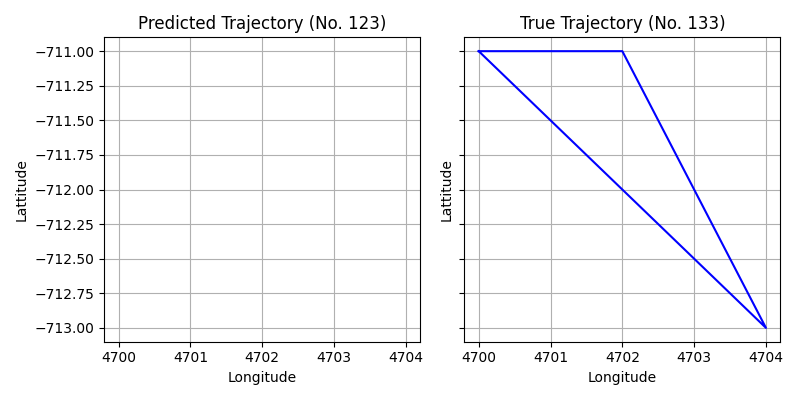 Predicted Trajectory (No. 123)
True Trajectory (No. 133)
Lattitude
−711.00
−711.25
−711.50
−711.75
−712.00
−712.25
−712.50
−712.75
−713.00
4700 4701 4702 4703 4704
Longitude
Lattitude
4700 4701 4702 4703 4704
Longitude